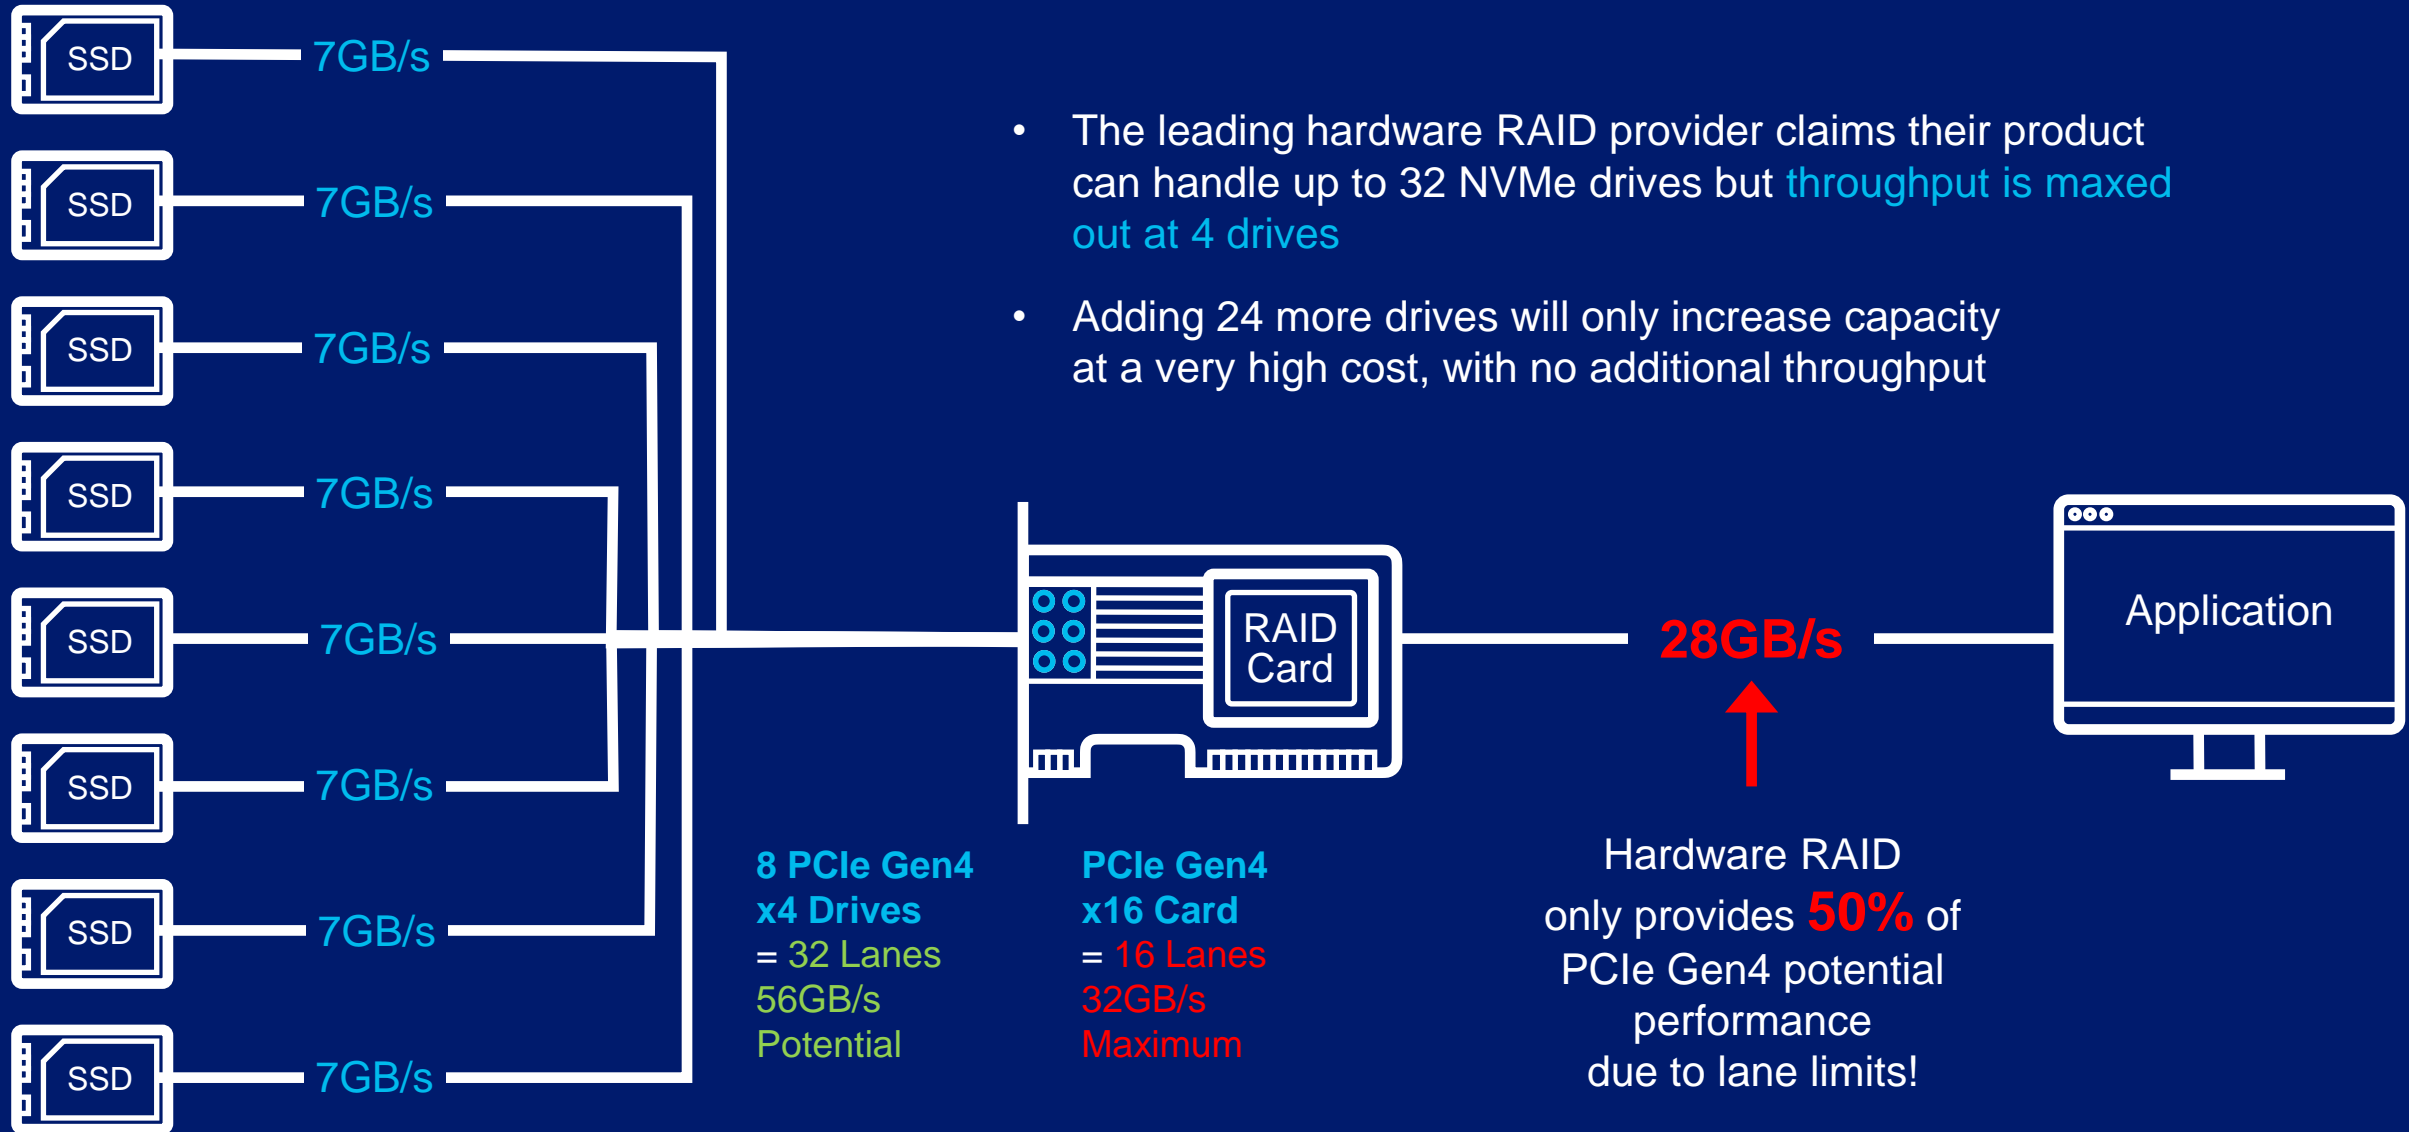 SSD 7GB/s
SSD 7GB/s
SSD 7GB/s
SSD 7GB/s
SSD 7GB/s
SSD 7GB/s
SSD 7GB/s
SSD 7GB/s
• The leading hardware RAID provider claims their product
can handle up to 32 NVMe drives but throughput is maxed
out at 4 drives
• Adding 24 more drives will only increase capacity
at a very high cost, with no additional throughput
RAID
Card
28GB/s
Application
8 PCIe Gen4
x4 Drives
= 32 Lanes
56GB/s
Potential
PCIe Gen4
x16 Card
= 16 Lanes
32GB/s
Maximum
Hardware RAID
only provides 50% of
PCIe Gen4 potential
performance
due to lane limits!